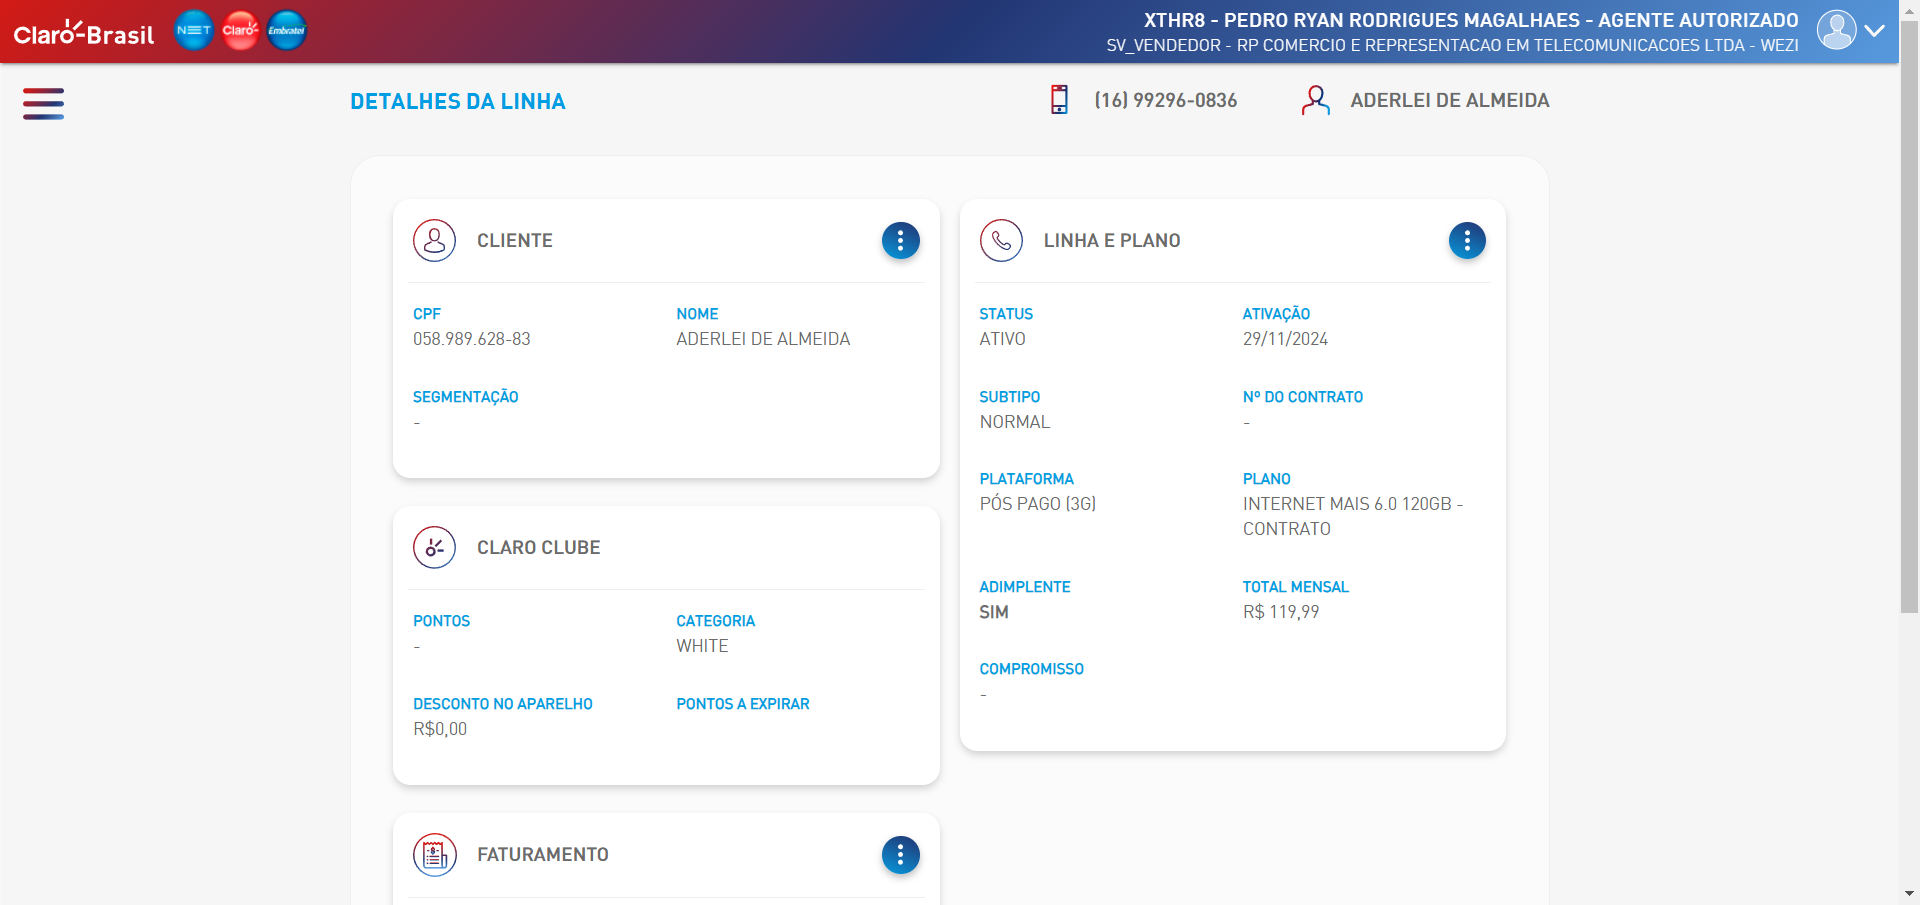 Claro-Brasil
NET
Claro
Embratel
XTHR8 - PEDRO RYAN RODRIGUES MAGALHAES - AGENTE AUTORIZADO
SV_VENDEDOR - RP COMERCIO E REPRESENTACAO EM TELECOMUNICACOES LTDA - WEZI
DETALHES DA LINHA
(16) 99296-0836
ADERLEI DE ALMEIDA
CLIENTE
CPF
058.989.628-83
NOME
ADERLEI DE ALMEIDA
SEGMENTAÇÃO
-
CLARO CLUBE
PONTOS
-
CATEGORIA
WHITE
DESCONTO NO APARELHO
R$0,00
PONTOS A EXPIRAR
FATURAMENTO
LINHA E PLANO
STATUS
ATIVO
ATIVAÇÃO
29/11/2024
SUBTIPO
NORMAL
Nº DO CONTRATO
-
PLATAFORMA
PÓS PAGO (3G)
PLANO
INTERNET MAIS 6.0 120GB -
CONTRATO
ADIMPLENTE
SIM
TOTAL MENSAL
R$ 119,99
COMPROMISSO
-